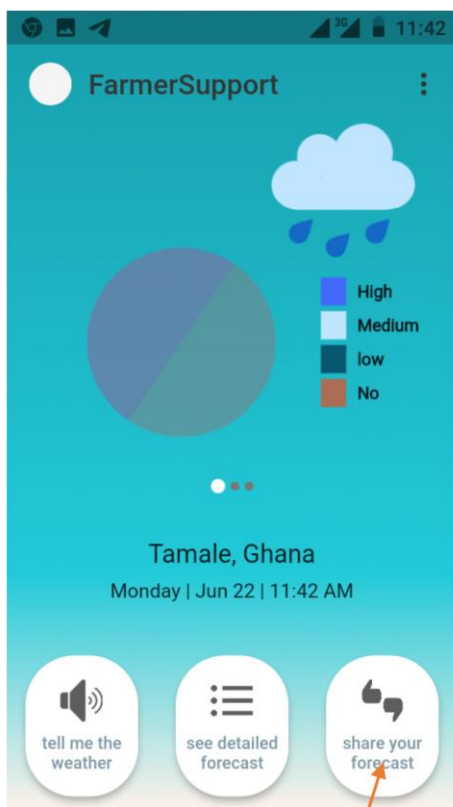 3G 11:42
FarmerSupport
High
Medium
low
No
Tamale, Ghana
Monday | Jun 22 | 11:42 AM
tell me the
weather
see detailed
forecast
share your
forecast